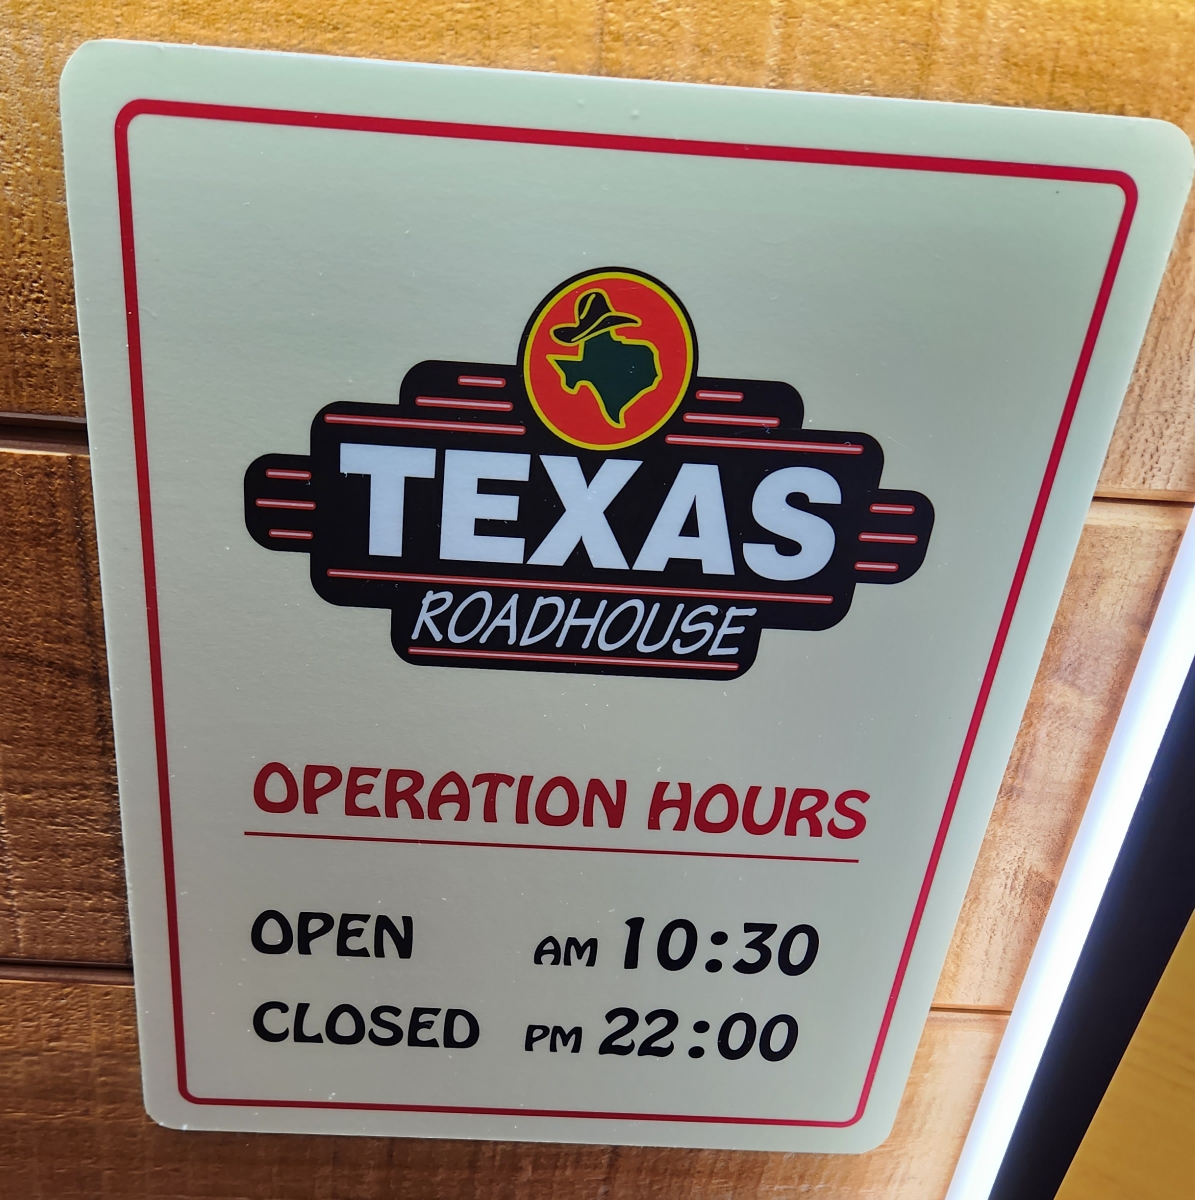 TEXAS
ROADHOUSE
OPERATION HOURS
OPEN AM 10:30
CLOSED PM 22:00